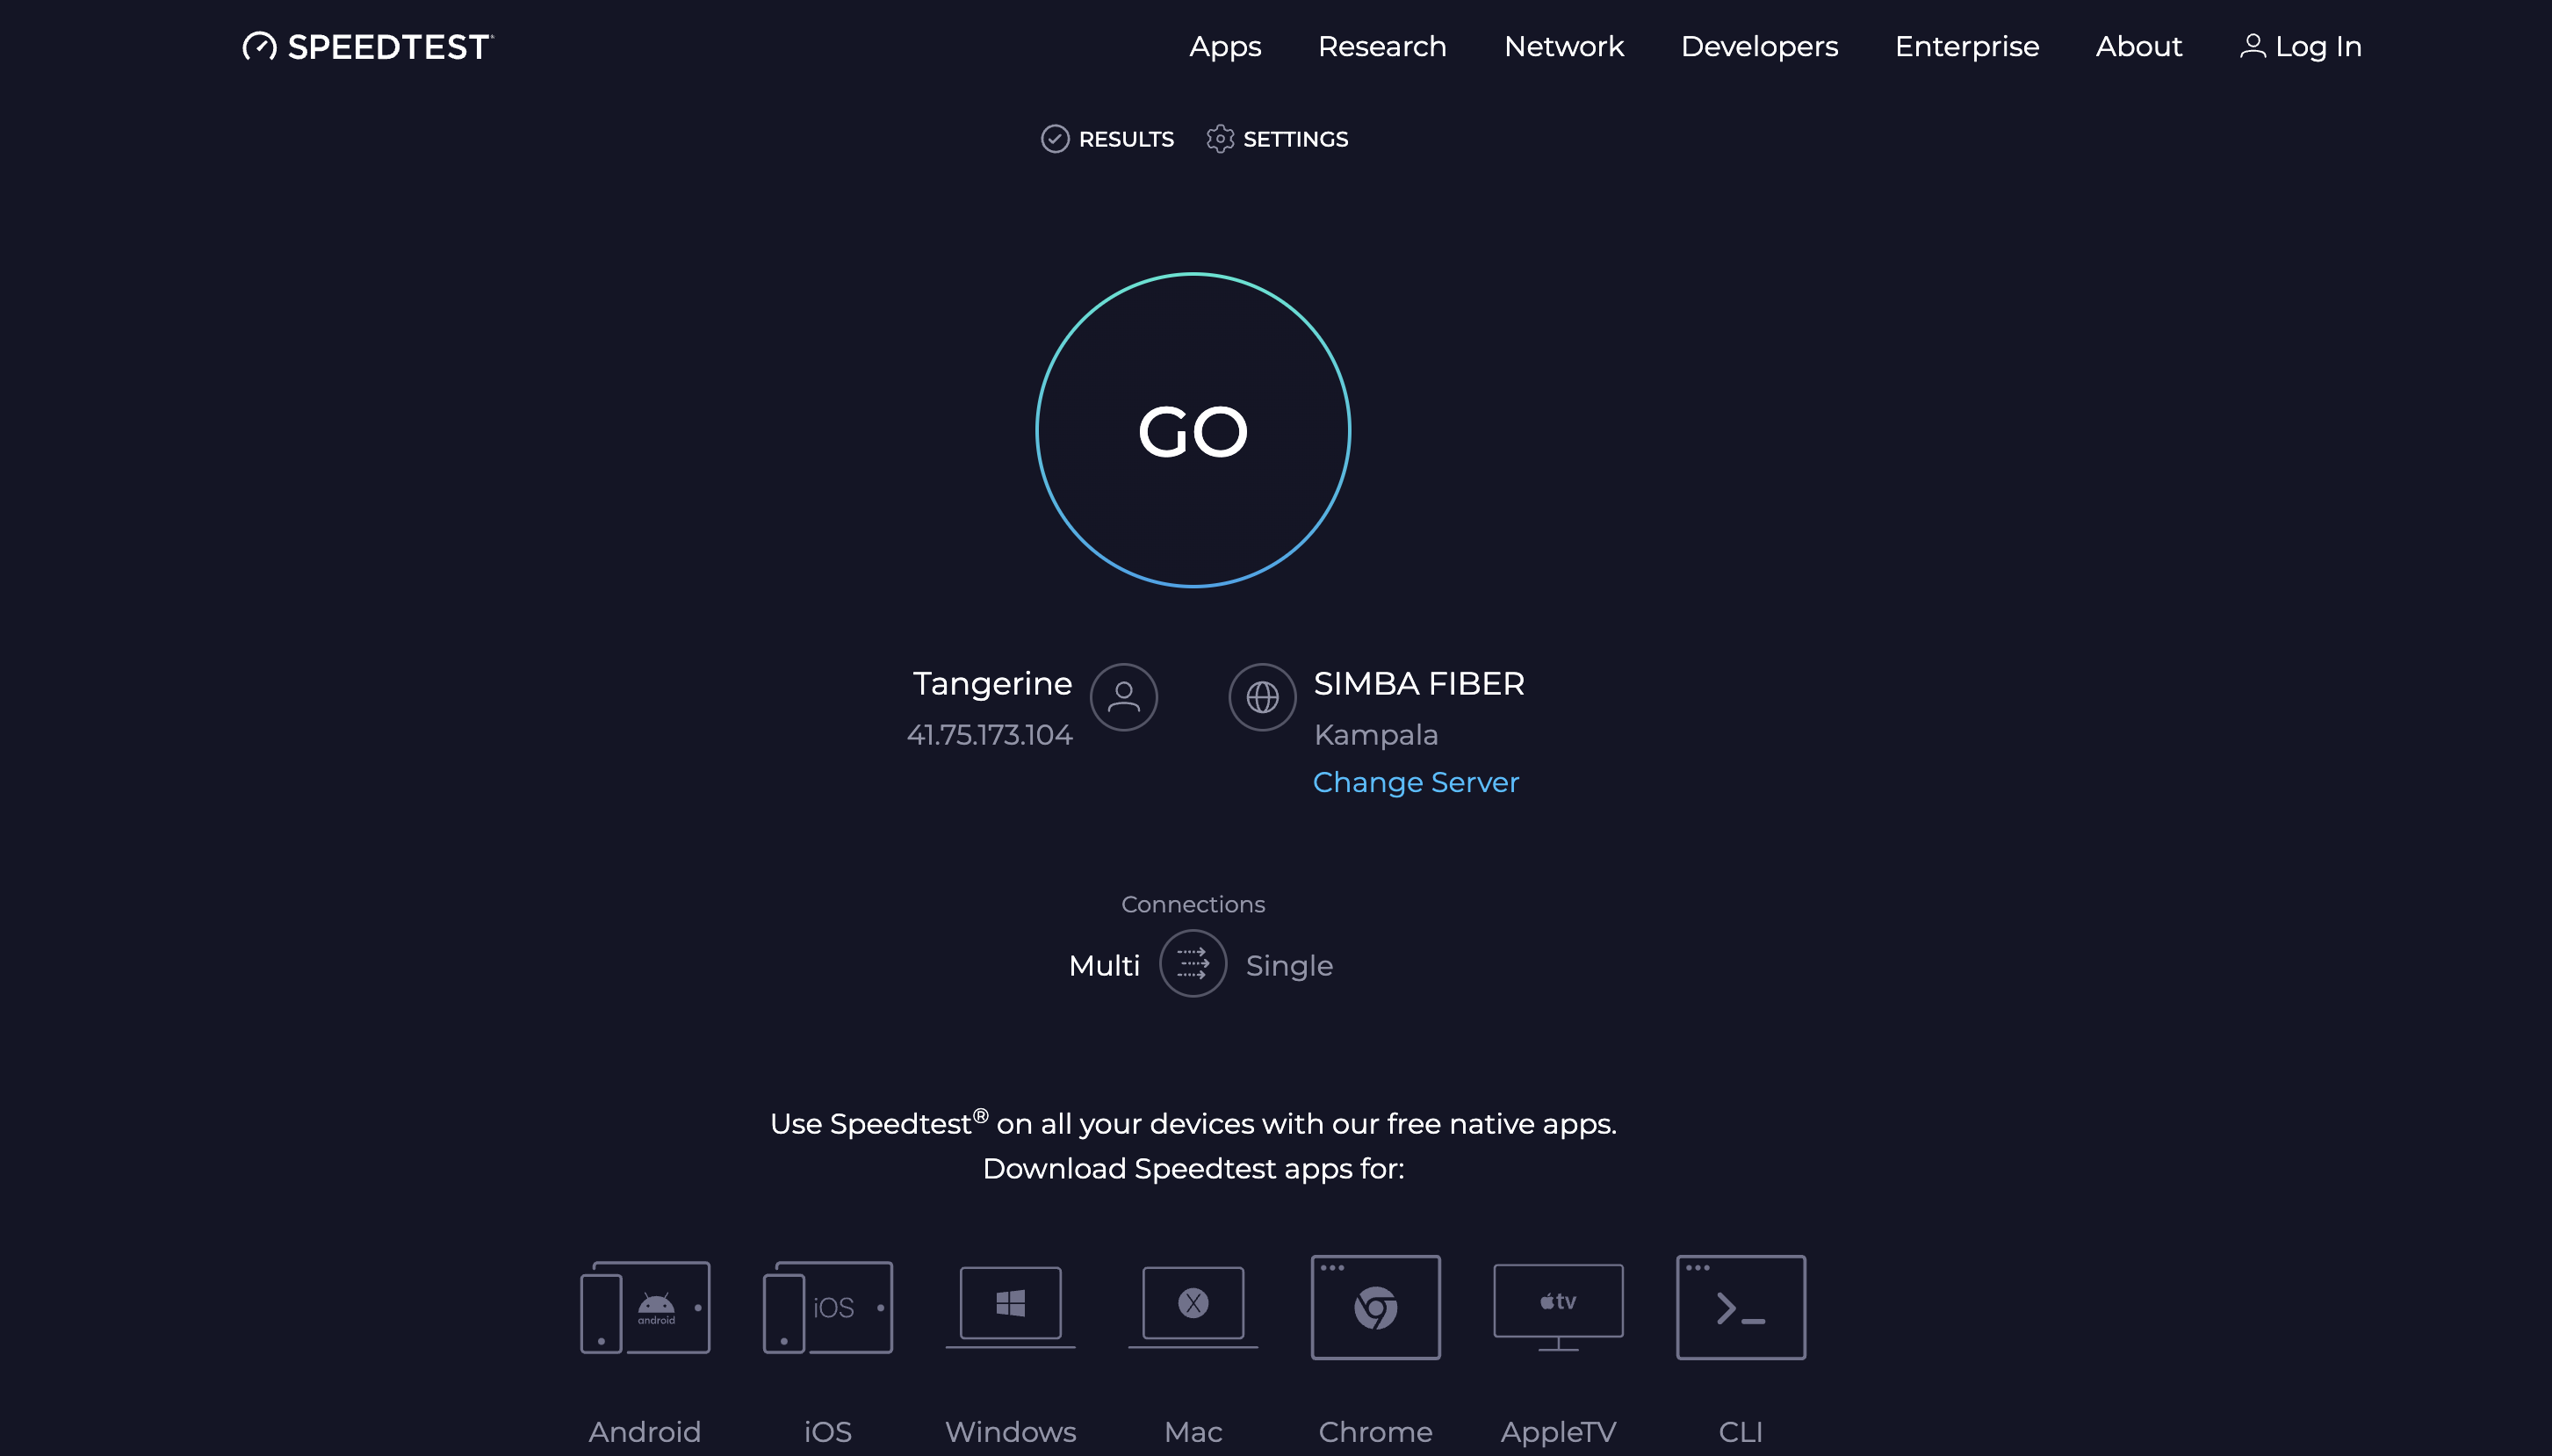 SPEEDTEST
Apps Research Network Developers Enterprise About Log In
RESULTS SETTINGS
GO
Tangerine
41.75.173.104
SIMBA FIBER
Kampala
Change Server
Connections
Multi Single
Use Speedtest® on all your devices with our free native apps.
Download Speedtest apps for:
android
iOS
X
tv
Android iOS Windows Mac Chrome AppleTV CLI